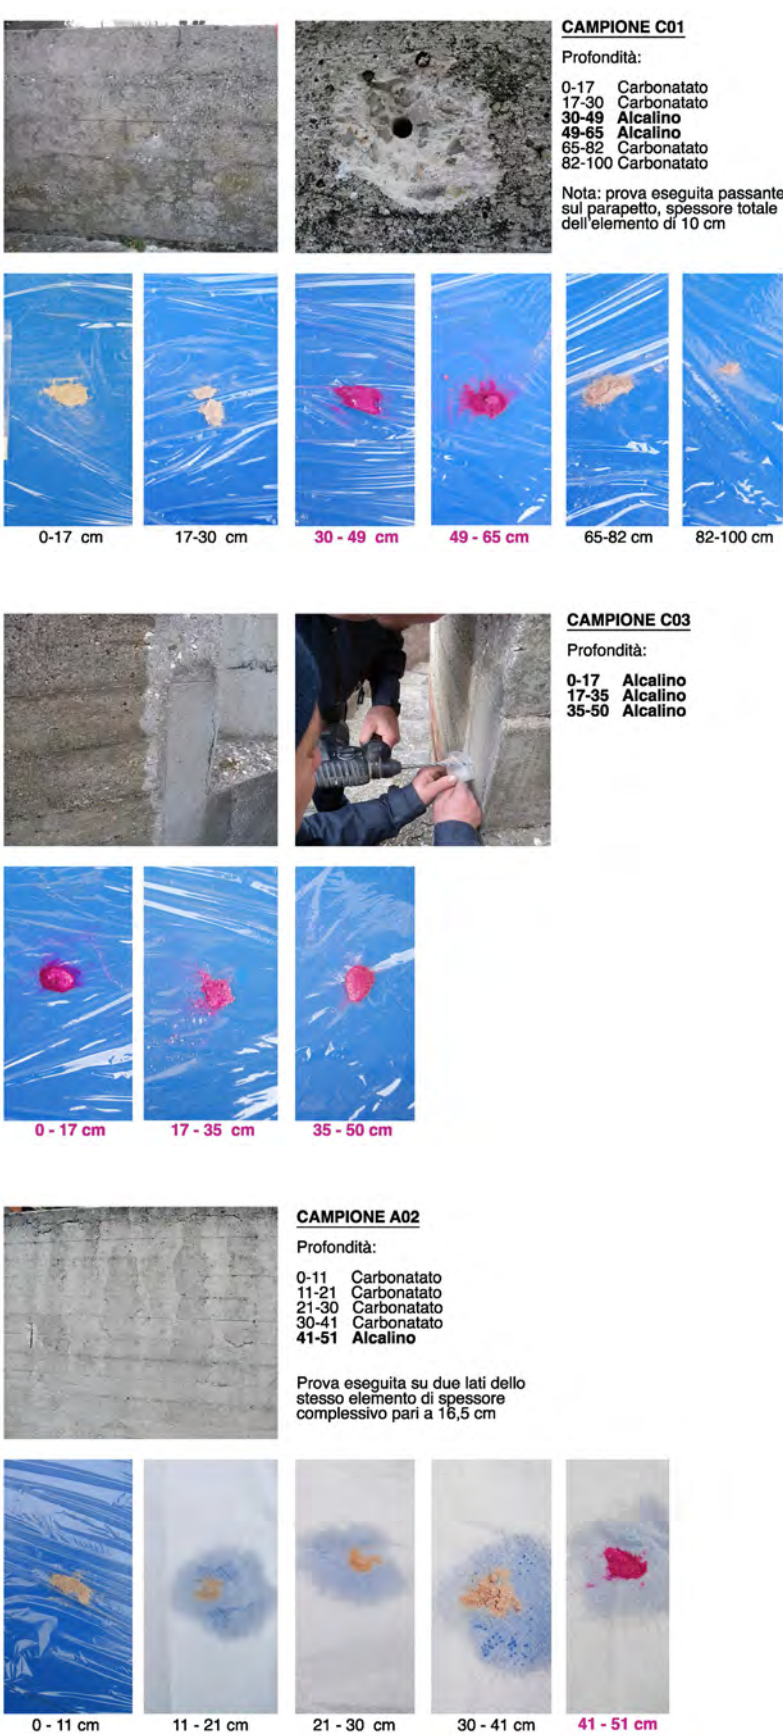 CAMPIONE C01
Profondità:
0-17 Carbonatato
17-30 Carbonatato
30-49 Alcalino
49-65 Alcalino
65-82 Carbonatato
82-100 Carbonatato
Nota: prova eseguita passante
sul parapetto, spessore totale
dell'elemento di 10 cm
0-17 cm
17-30 cm
30 - 49 cm
49 - 65 cm
65-82 cm
82-100 cm
CAMPIONE C03
Profondità:
0-17 Alcalino
17-35 Alcalino
35-50 Alcalino
0 - 17 cm
17 - 35 cm
35 - 50 cm
CAMPIONE A02
Profondità:
0-11 Carbonatato
11-21 Carbonatato
21-30 Carbonatato
30-41 Carbonatato
41-51 Alcalino
Prova eseguita su due lati dello
stesso elemento di spessore
complessivo pari a 16,5 cm
0 - 11 cm
11 - 21 cm
21 - 30 cm
30 - 41 cm
41 - 51 cm